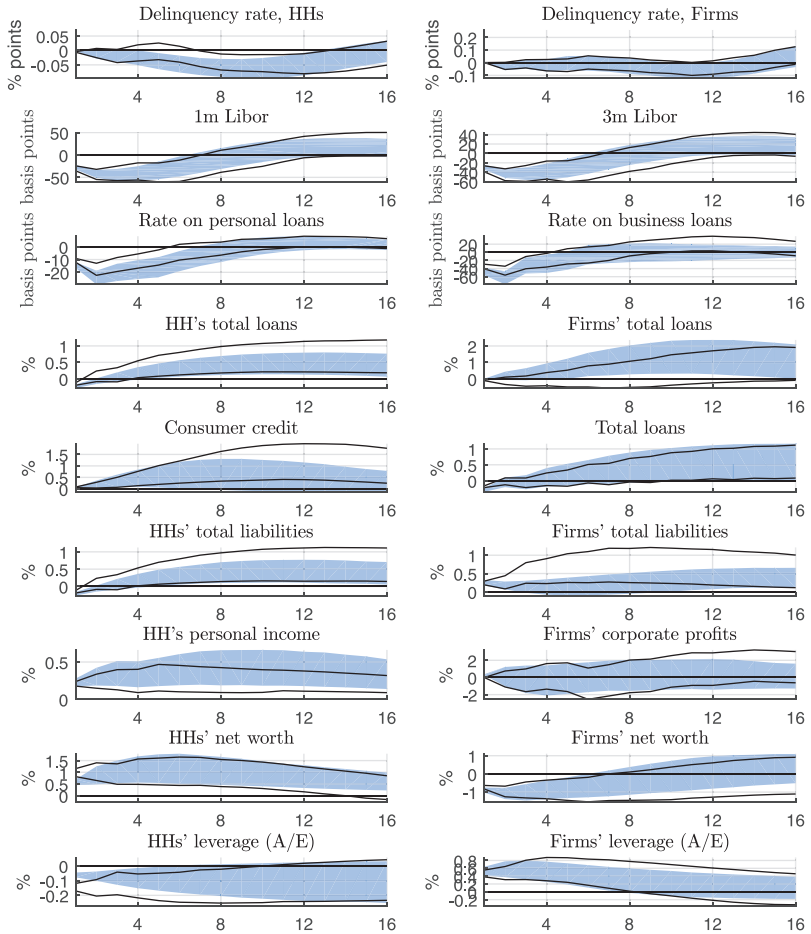 Delinquency rate, HHs
% points
0.05
0
-0.05
4 8 12 16
Delinquency rate, Firms
% points
0.2
0.1
0
-0.1
4 8 12 16
1m Libor
basis points
50
0
-50
4 8 12 16
3m Libor
basis points
40
20
0
-20
-40
-60
4 8 12 16
Rate on personal loans
basis points
0
-10
-20
4 8 12 16
Rate on business loans
basis points
20
0
-20
-40
-60
4 8 12 16
HH's total loans
%
1
0.5
0
4 8 12 16
Firms' total loans
%
2
1
0
4 8 12 16
Consumer credit
%
1.5
1
0.5
0
4 8 12 16
Total loans
%
1
0.5
0
4 8 12 16
HHs' total liabilities
%
1
0.5
0
4 8 12 16
Firms' total liabilities
%
1
0.5
0
4 8 12 16
HH's personal income
%
0.5
0
4 8 12 16
Firms' corporate profits
%
2
0
-2
4 8 12 16
HHs' net worth
%
1.5
1
0.5
0
4 8 12 16
Firms' net worth
%
1
0
-1
4 8 12 16
HHs' leverage (A/E)
%
0
-0.1
-0.2
4 8 12 16
Firms' leverage (A/E)
%
0.8
0.6
0.4
0.2
0
-0.2
4 8 12 16